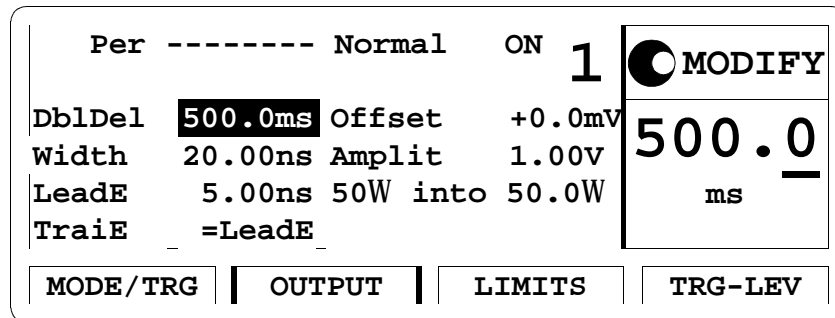 Per -------- Normal ON 1 MODIFY
DblDel 500.0ms Offset +0.0mV 500.0
Width 20.00ns Amplit 1.00V
LeadE 5.00ns 50W into 50.0W ms
TraiE =LeadE
MODE/TRG OUTPUT LIMITS TRG-LEV